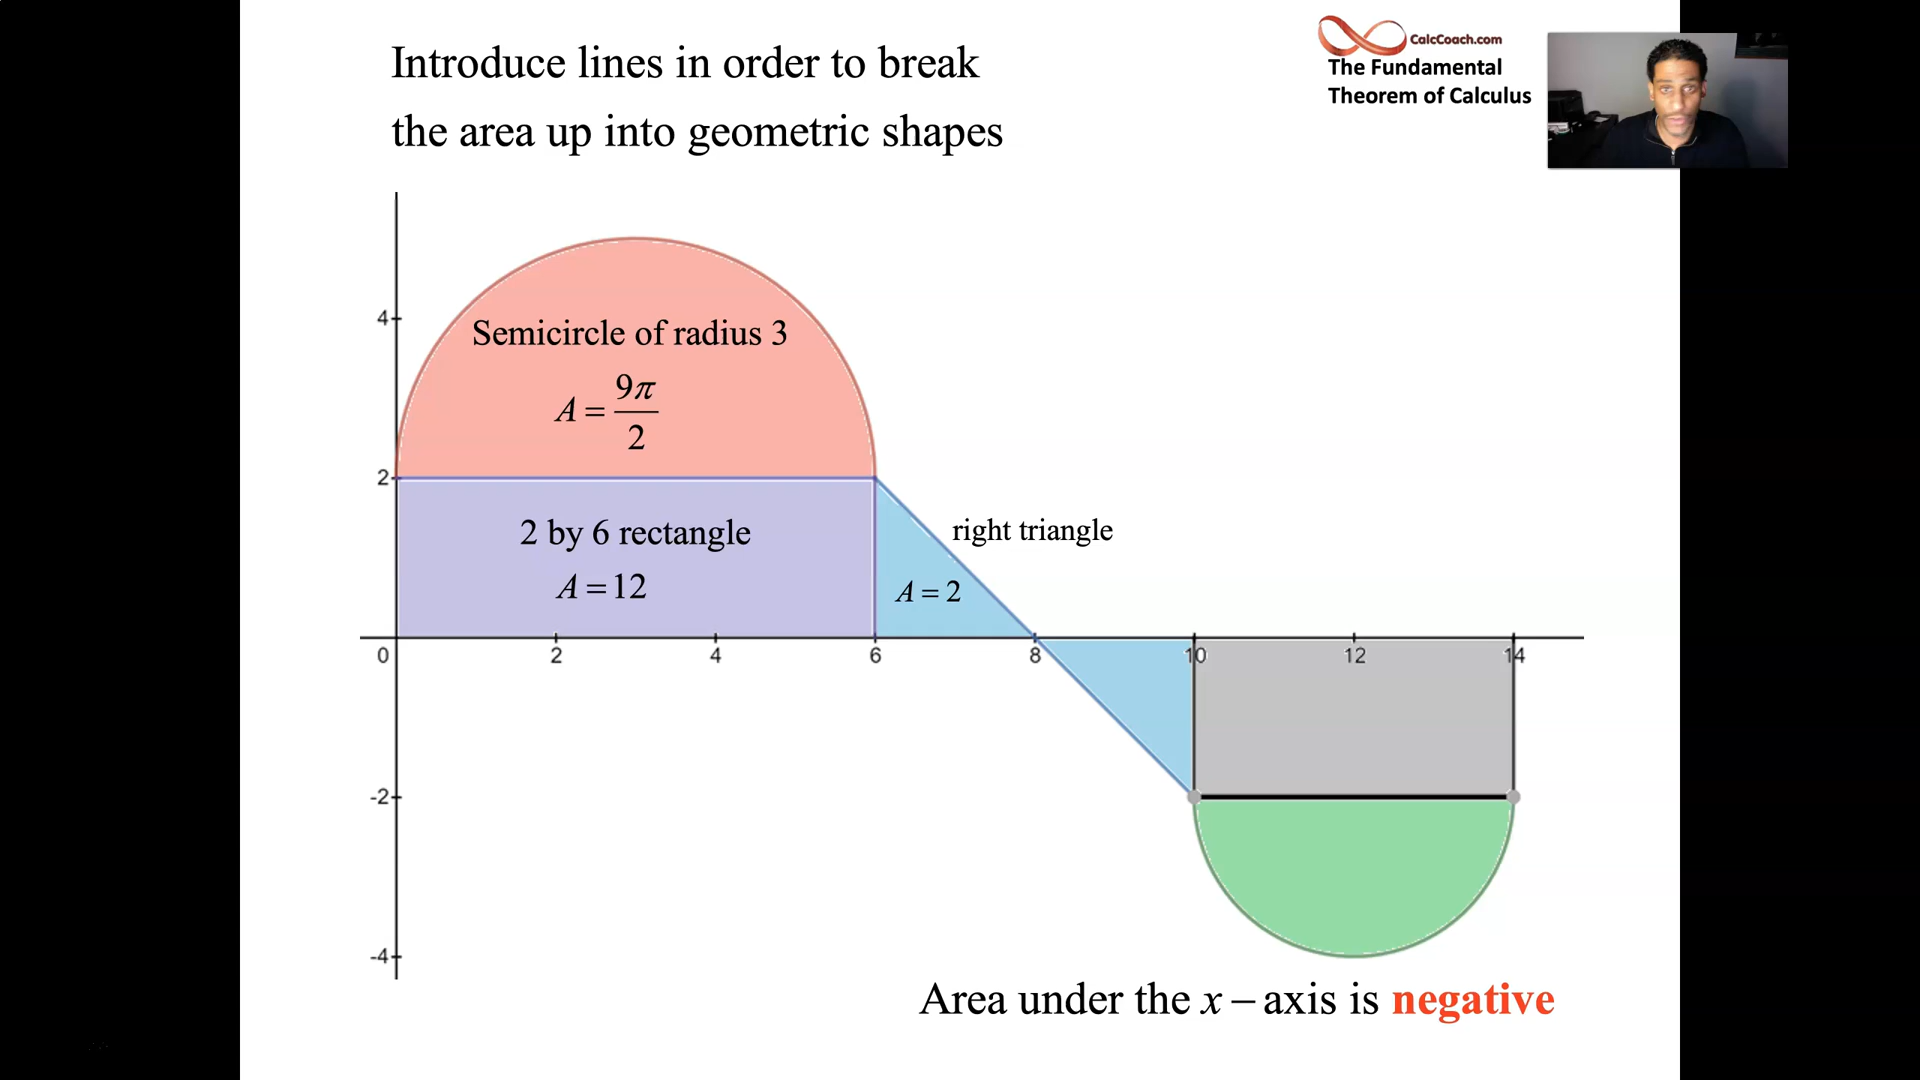 Introduce lines in order to break
the area up into geometric shapes
CalcCoach.com
The Fundamental
Theorem of Calculus
4
Semicircle of radius 3
A = 9π/2
2
2 by 6 rectangle
A = 12
right triangle
A = 2
0 2 4 6 8 10 12 14
-2
-4
Area under the x – axis is negative